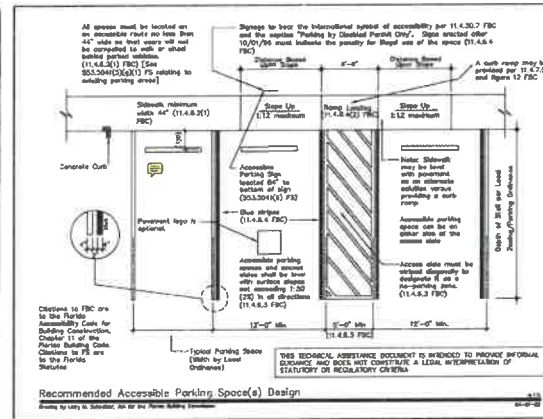 All spaces must be located on
an accessible route no less than
44" wide so that users will not
be compelled to walk or wheel
behind parked vehicles.
(11.4.6.2(1) FBC) [See
553.5041(5)(g)(1) FS relating to
existing parking areas]
Signage to bear the international symbol of accessibility per 11.4.30.7 FBC
and the caption "Parking by Disabled Permit Only". Signs erected after
10/01/96 must indicate the penalty for illegal use of the space (11.4.6.4
FBC)
Distance Based
Upon Slope
6'-0"
Distance Based
Upon Slope
A curb ramp may be
provided per 11.4.7.9
and figure 12 FBC
Sidewalk minimum
width 44" (11.4.6.2(1)
FBC)
Slope Up
1:12 maximum
Ramp Landing
Slope Up
1:12 maximum
Concrete Curb
Accessible
Parking Sign
located 84" to
bottom of sign
(553.5041(6) FS)
Note: Sidewalk
may be level
with pavement
as an alternate
solution versus
providing a curb
ramp
Accessible parking
space can be on
either side of the
access aisle
Depth of Stall per Local
Zoning/Parking Ordinance
Pavement logo is
optional
Blue stripes
(11.4.6.4 FBC)
Accessible parking
spaces and access
aisles shall be level
with surface slopes
not exceeding 1:50
(2%) in all directions
(11.4.6.3 FBC)
Access aisle must be
striped diagonally to
designate it as a
no-parking zone.
(11.4.6.3 FBC)
Citations to FBC are
to the Florida
Accessibility Code for
Building Construction,
Chapter 11 of the
Florida Building Code.
Citations to FS are
to the Florida
Statutes
12'-0" Min.
5'-0" Min
12'-0" Min.
(11.4.6.3 FBC)
Typical Parking Space
(Width by Local
Ordinance)
THIS TECHNICAL ASSISTANCE DOCUMENT IS INTENDED TO PROVIDE INFORMAL
GUIDANCE AND DOES NOT CONSTITUTE A LEGAL INTERPRETATION OF
STATUTORY OR REGULATORY CRITERIA
Recommended Accessible Parking Space(s) Design